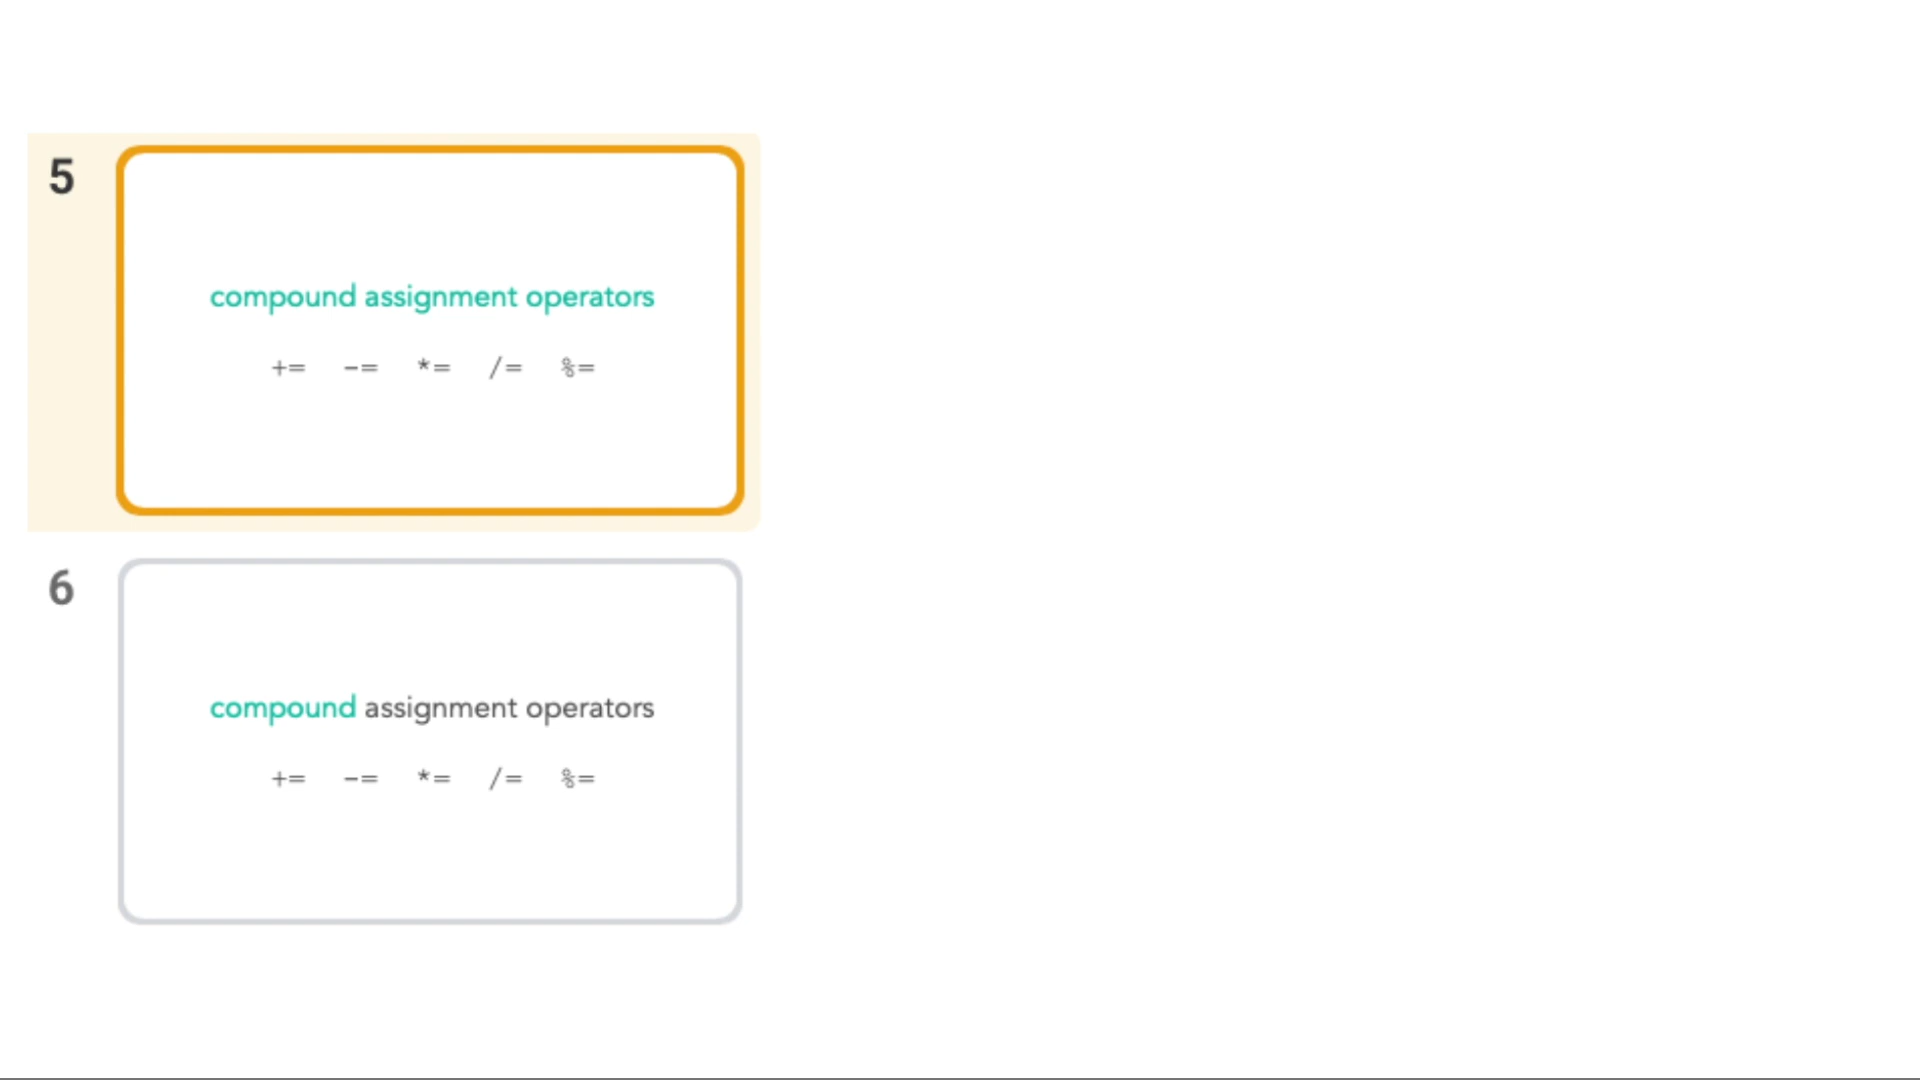 5
compound assignment operators
+= -= *= /= %=
6
compound assignment operators
+= -= *= /= %=